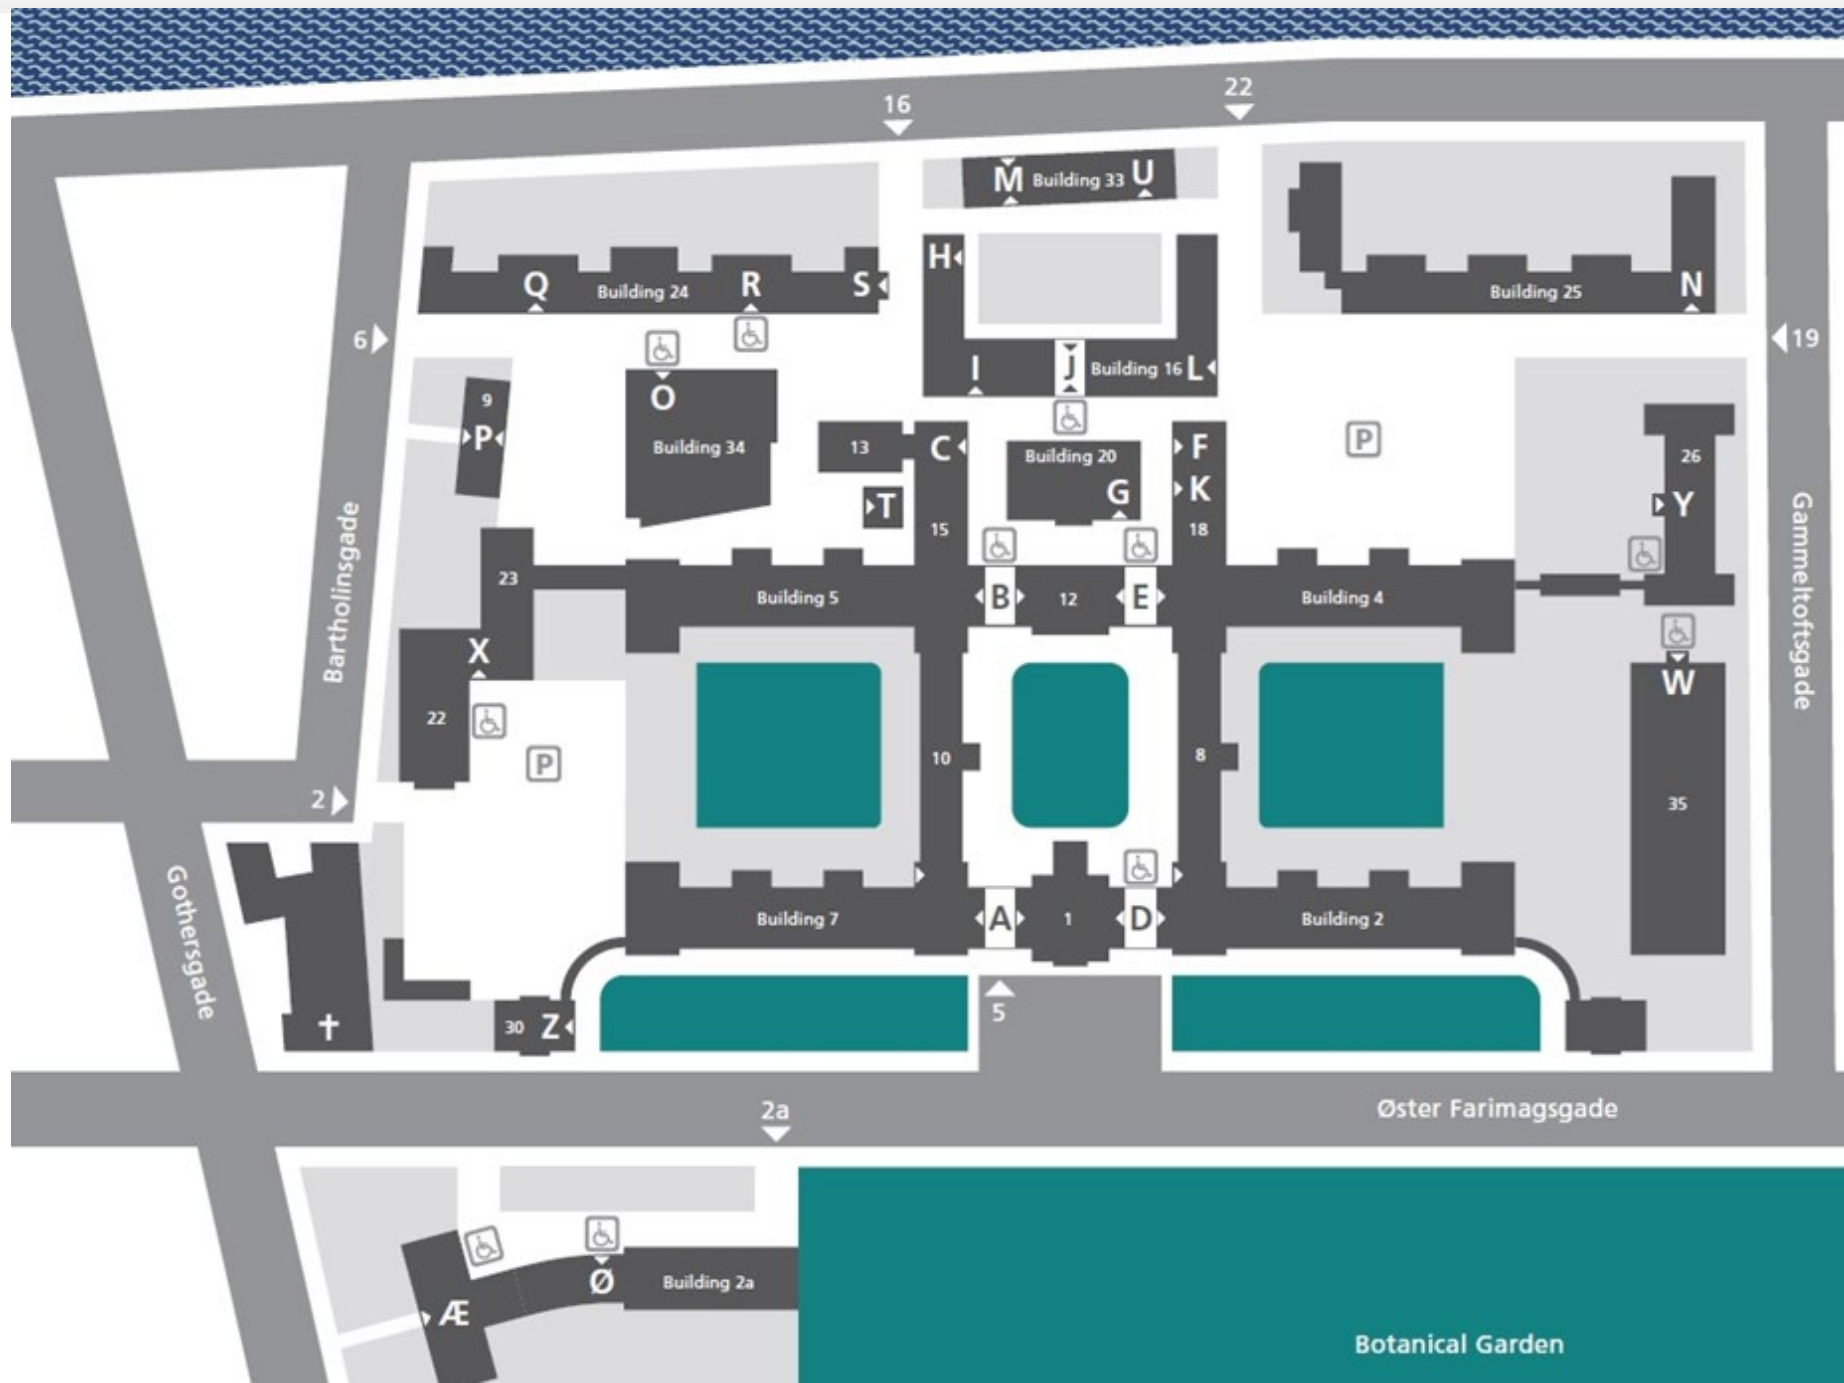 16
22
M
Building 33
U
H
Q
Building 24
R
S
Building 25
N
6
19
I
J
Building 16
L
O
9
P
Building 34
13
C
Building 20
F
P
26
G
K
T
Y
15
18
Bartholinsgade
Gammeltoftsgade
23
Building 5
B
12
E
Building 4
X
W
22
P
10
8
2
35
Gothersgade
Building 7
A
1
D
Building 2
5
30
Z
2a
Øster Farimagsgade
Ø
Building 2a
Æ
Botanical Garden